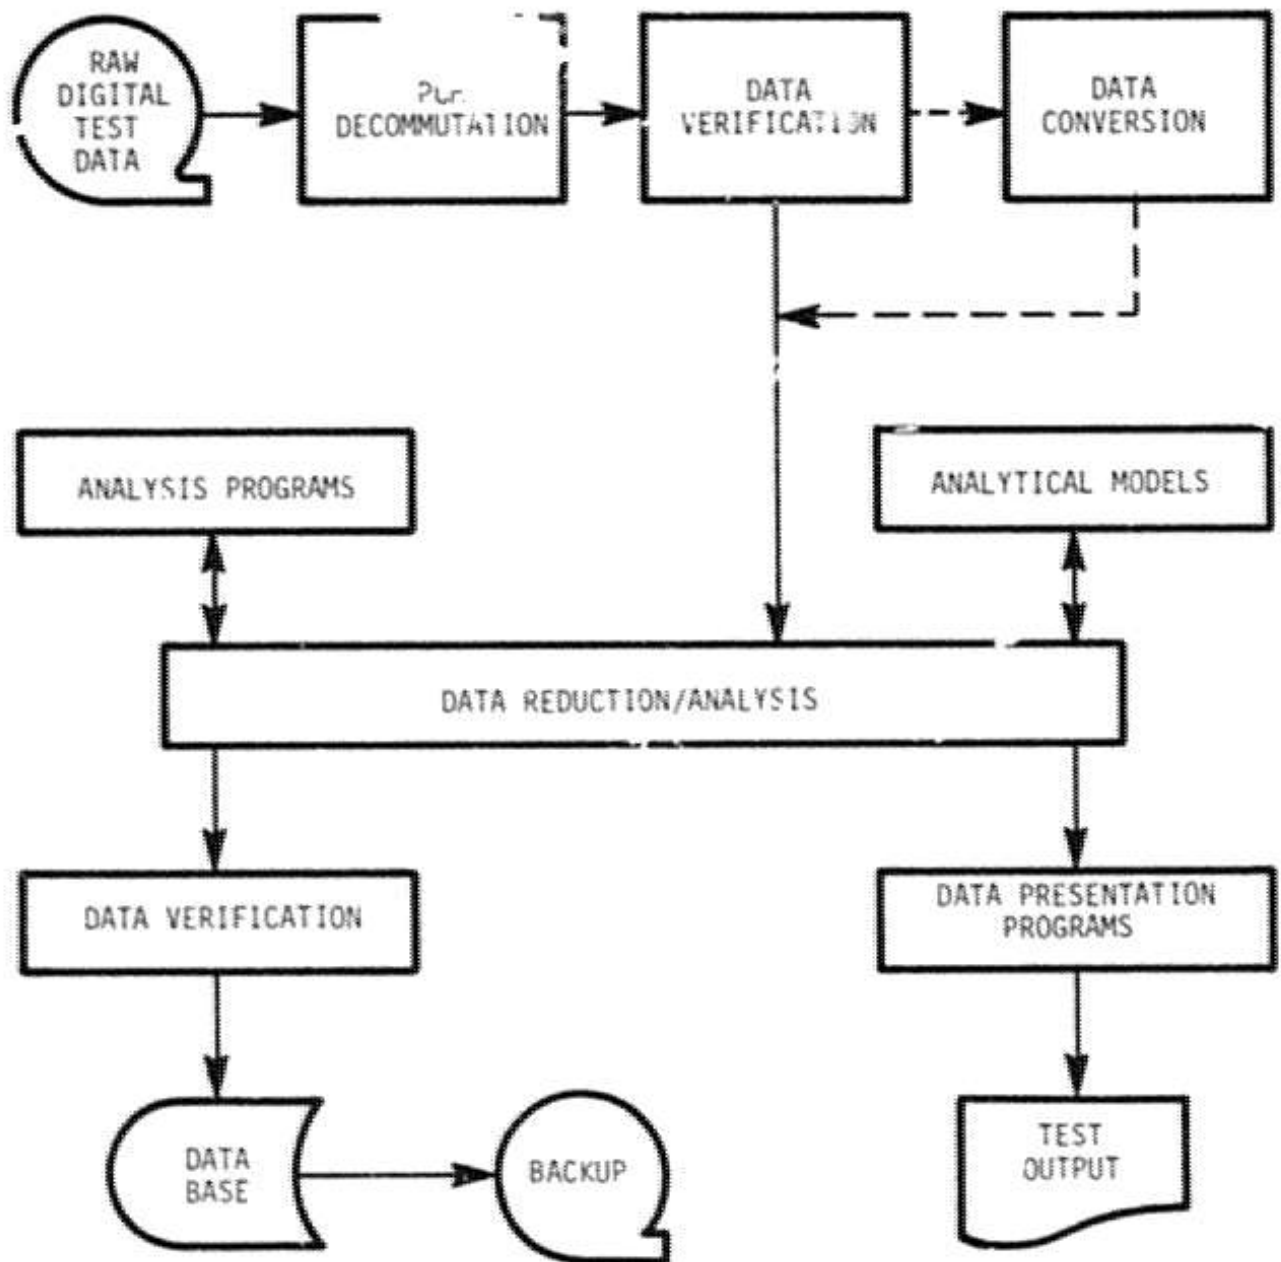 RAW
DIGITAL
TEST
DATA
DECOMMUTATION
DATA
VERIFICATION
DATA
CONVERSION
ANALYSIS PROGRAMS
ANALYTICAL MODELS
DATA REDUCTION/ANALYSIS
DATA VERIFICATION
DATA PRESENTATION
PROGRAMS
DATA
BASE
BACKUP
TEST
OUTPUT